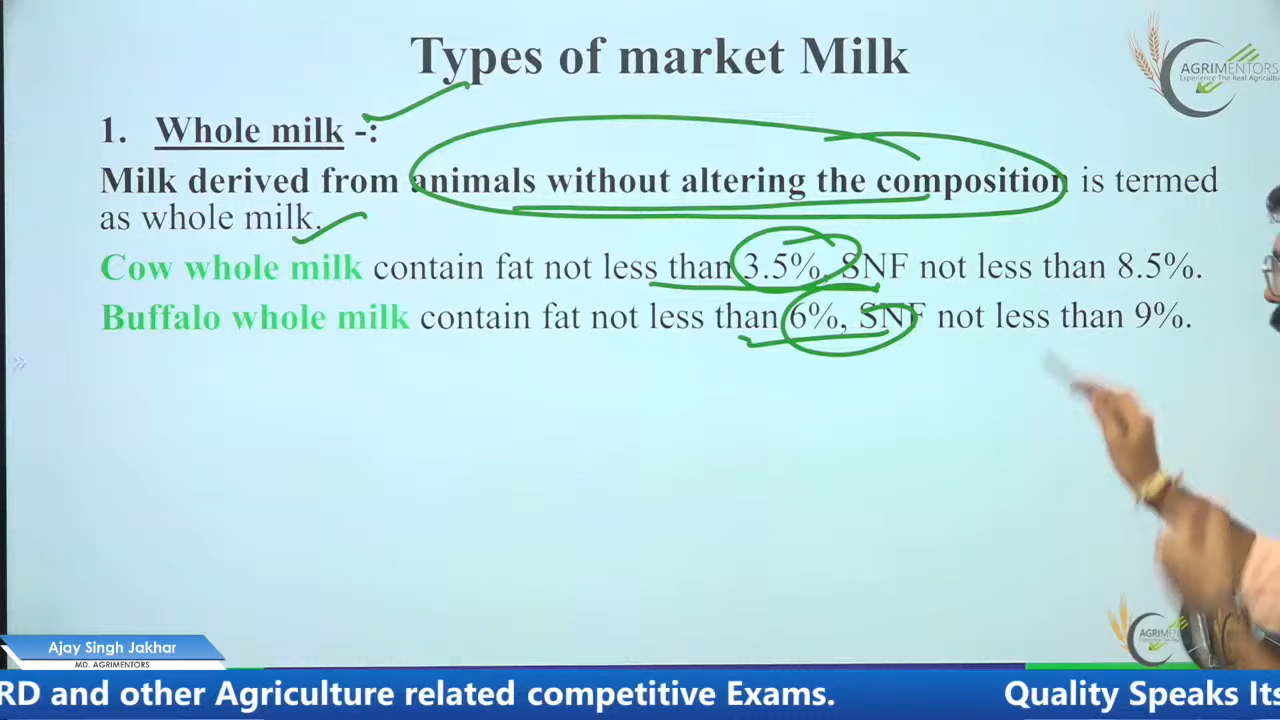 Types of market Milk
AGRIMENTORS
Experience The Real Agriculture
1. Whole milk -:
Milk derived from animals without altering the composition is termed
as whole milk.
Cow whole milk contain fat not less than 3.5%, SNF not less than 8.5%.
Buffalo whole milk contain fat not less than 6%, SNF not less than 9%.
Ajay Singh Jakhar
MD. AGRIMENTORS
RD and other Agriculture related competitive Exams. Quality Speaks Its